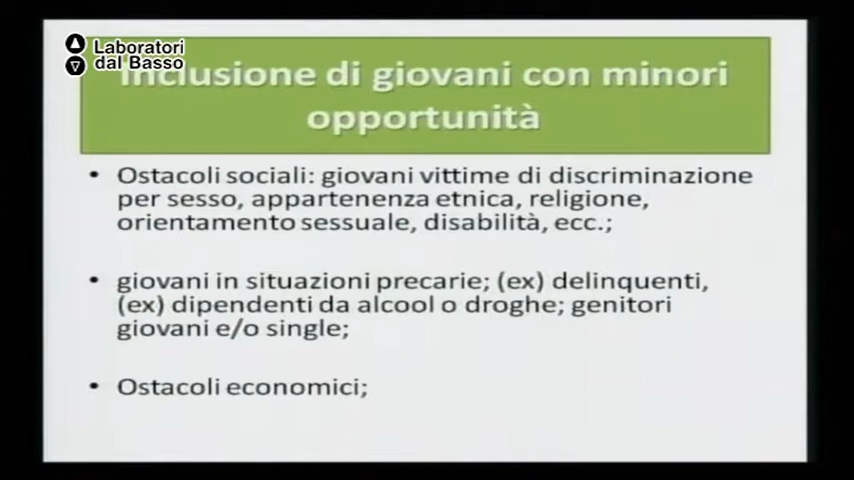 Laboratori
dal Basso
Inclusione di giovani con minori
opportunità
• Ostacoli sociali: giovani vittime di discriminazione
per sesso, appartenenza etnica, religione,
orientamento sessuale, disabilità, ecc.;
• giovani in situazioni precarie; (ex) delinquenti,
(ex) dipendenti da alcool o droghe; genitori
giovani e/o single;
• Ostacoli economici;